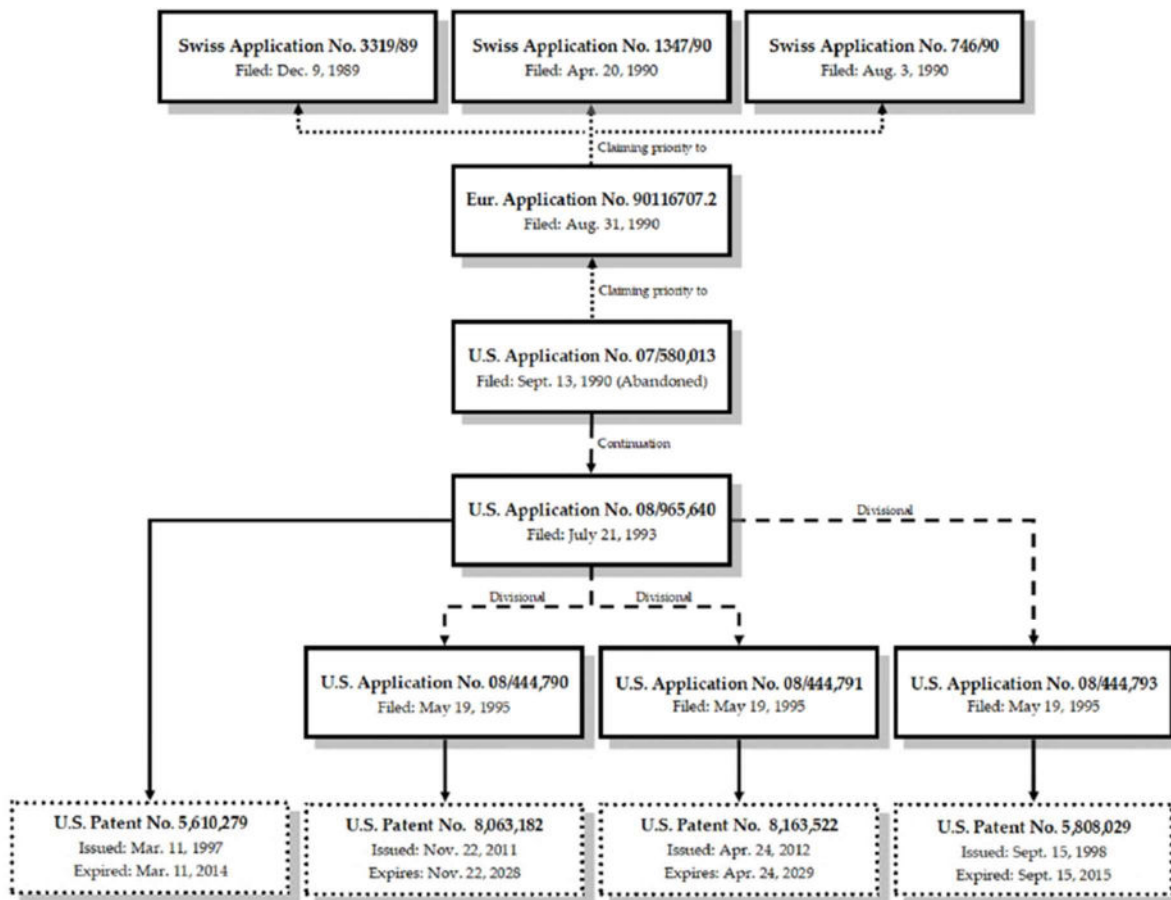 Swiss Application No. 3319/89
Filed: Dec. 9, 1989
Swiss Application No. 1347/90
Filed: Apr. 20, 1990
Swiss Application No. 746/90
Filed: Aug. 3, 1990
Claiming priority to
Eur. Application No. 90116707.2
Filed: Aug. 31, 1990
Claiming priority to
U.S. Application No. 07/580,013
Filed: Sept. 13, 1990 (Abandoned)
Continuation
U.S. Application No. 08/965,640
Filed: July 21, 1993
Divisional
Divisional
Divisional
U.S. Application No. 08/444,790
Filed: May 19, 1995
U.S. Application No. 08/444,791
Filed: May 19, 1995
U.S. Application No. 08/444,793
Filed: May 19, 1995
U.S. Patent No. 5,610,279
Issued: Mar. 11, 1997
Expired: Mar. 11, 2014
U.S. Patent No. 8,063,182
Issued: Nov. 22, 2011
Expires: Nov. 22, 2028
U.S. Patent No. 8,163,522
Issued: Apr. 24, 2012
Expires: Apr. 24, 2029
U.S. Patent No. 5,808,029
Issued: Sept. 15, 1998
Expired: Sept. 15, 2015